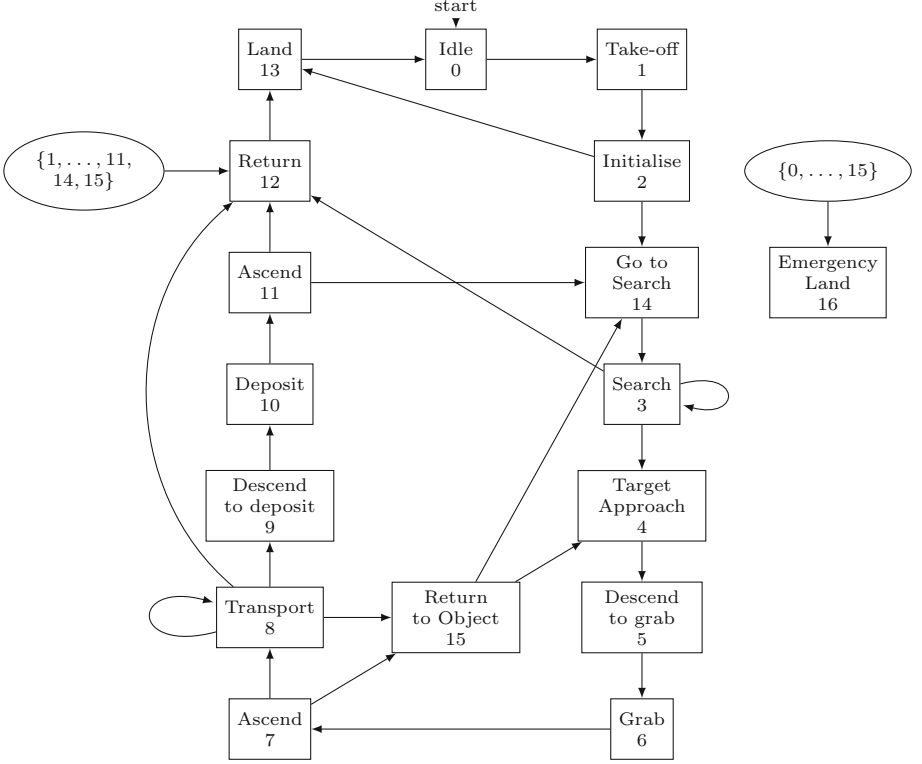 start
Land
13
Idle
0
Take-off
1
{1, . . . , 11,
14, 15}
Return
12
Initialise
2
{0, . . . , 15}
Ascend
11
Go to
Search
14
Emergency
Land
16
Deposit
10
Search
3
Descend
to deposit
9
Target
Approach
4
Transport
8
Return
to Object
15
Descend
to grab
5
Ascend
7
Grab
6